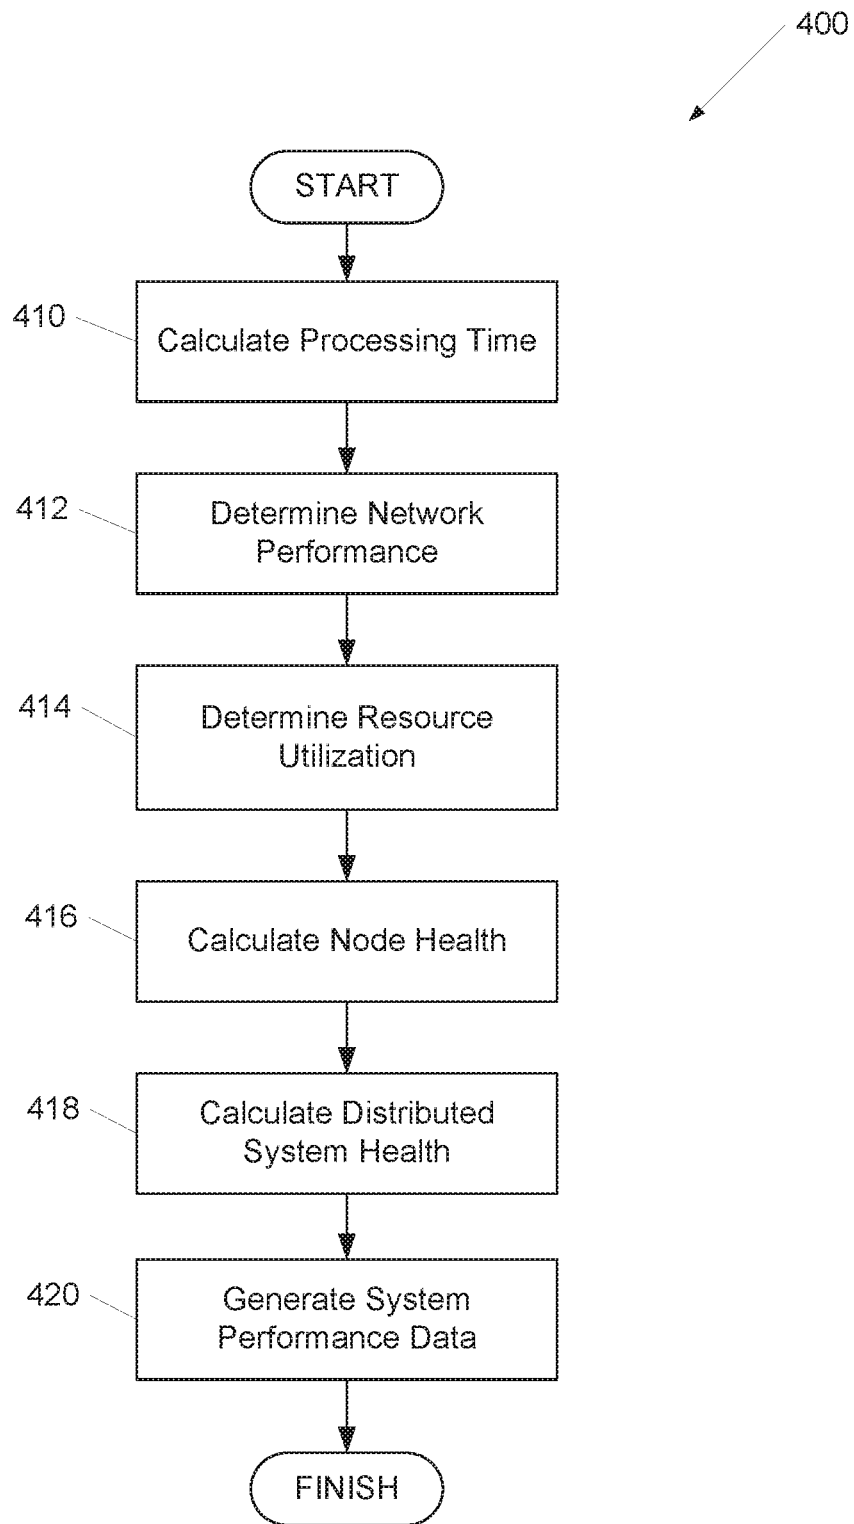 400
START
410
Calculate Processing Time
412
Determine Network
Performance
414
Determine Resource
Utilization
416
Calculate Node Health
418
Calculate Distributed
System Health
420
Generate System
Performance Data
FINISH